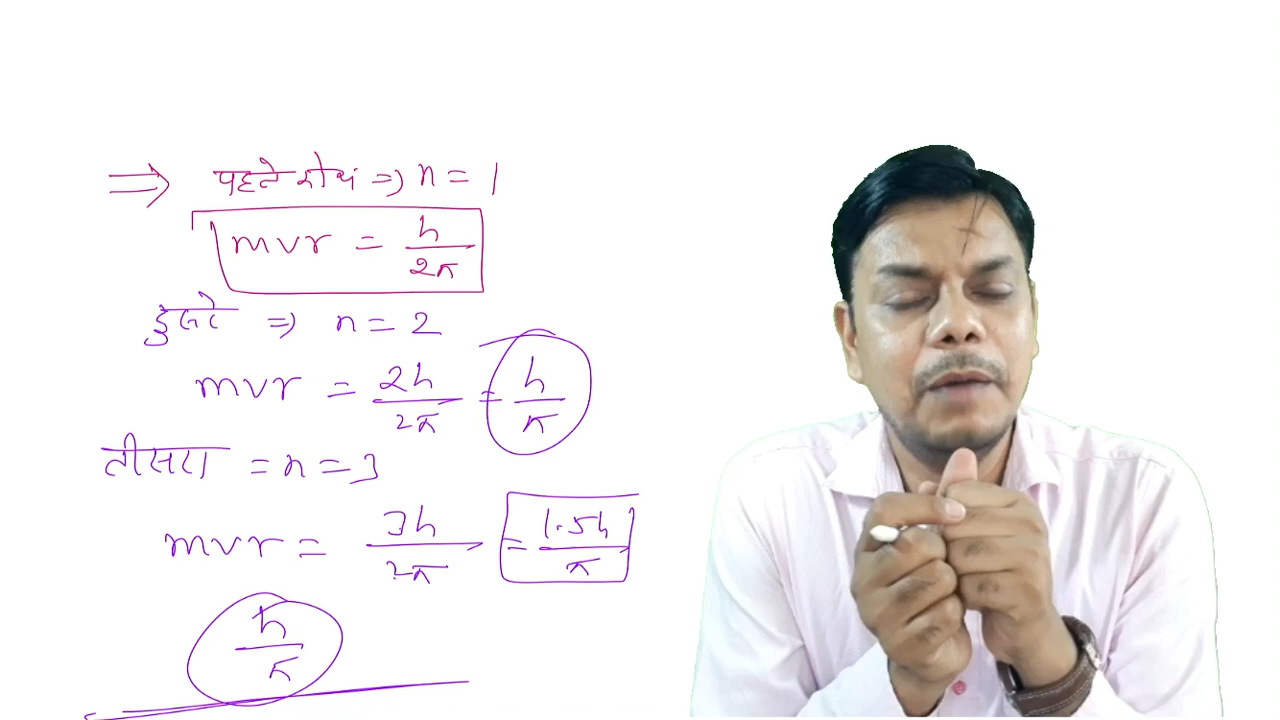 ⇒ पहले बोर ⇒ n = 1
mvr = h/2π
दुसरे ⇒ n = 2
mvr = 2h/2π = h/π
तीसरा = n = 3
mvr = 3h/2π = 1.5h/π
h/π